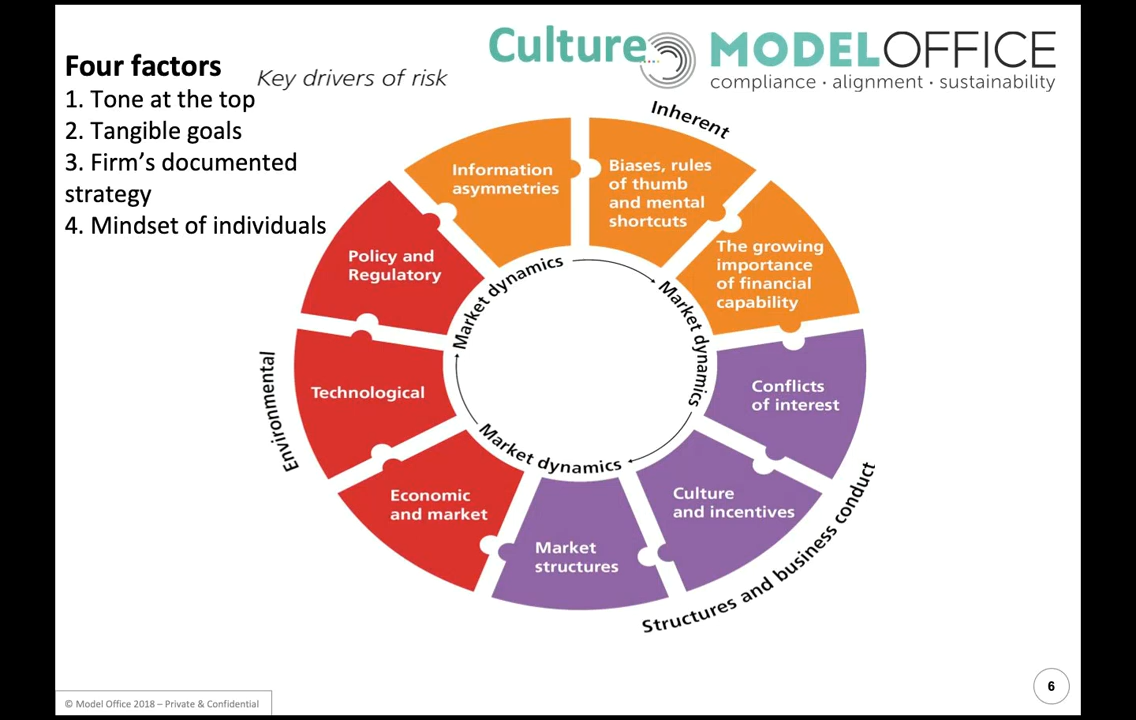 Culture....
MODELOFFICE
compliance · alignment · sustainability
Four factors
1. Tone at the top
2. Tangible goals
3. Firm’s documented
strategy
4. Mindset of individuals
Key drivers of risk
Inherent
Information
asymmetries
Biases, rules
of thumb
and mental
shortcuts
The growing
importance
of financial
capability
Conflicts
of interest
Culture
and incentives
Market
structures
Structures and business conduct
Economic
and market
Technological
Policy and
Regulatory
Environmental
Market dynamics
Market dynamics
Market dynamics
© Model Office 2018 – Private & Confidential
6